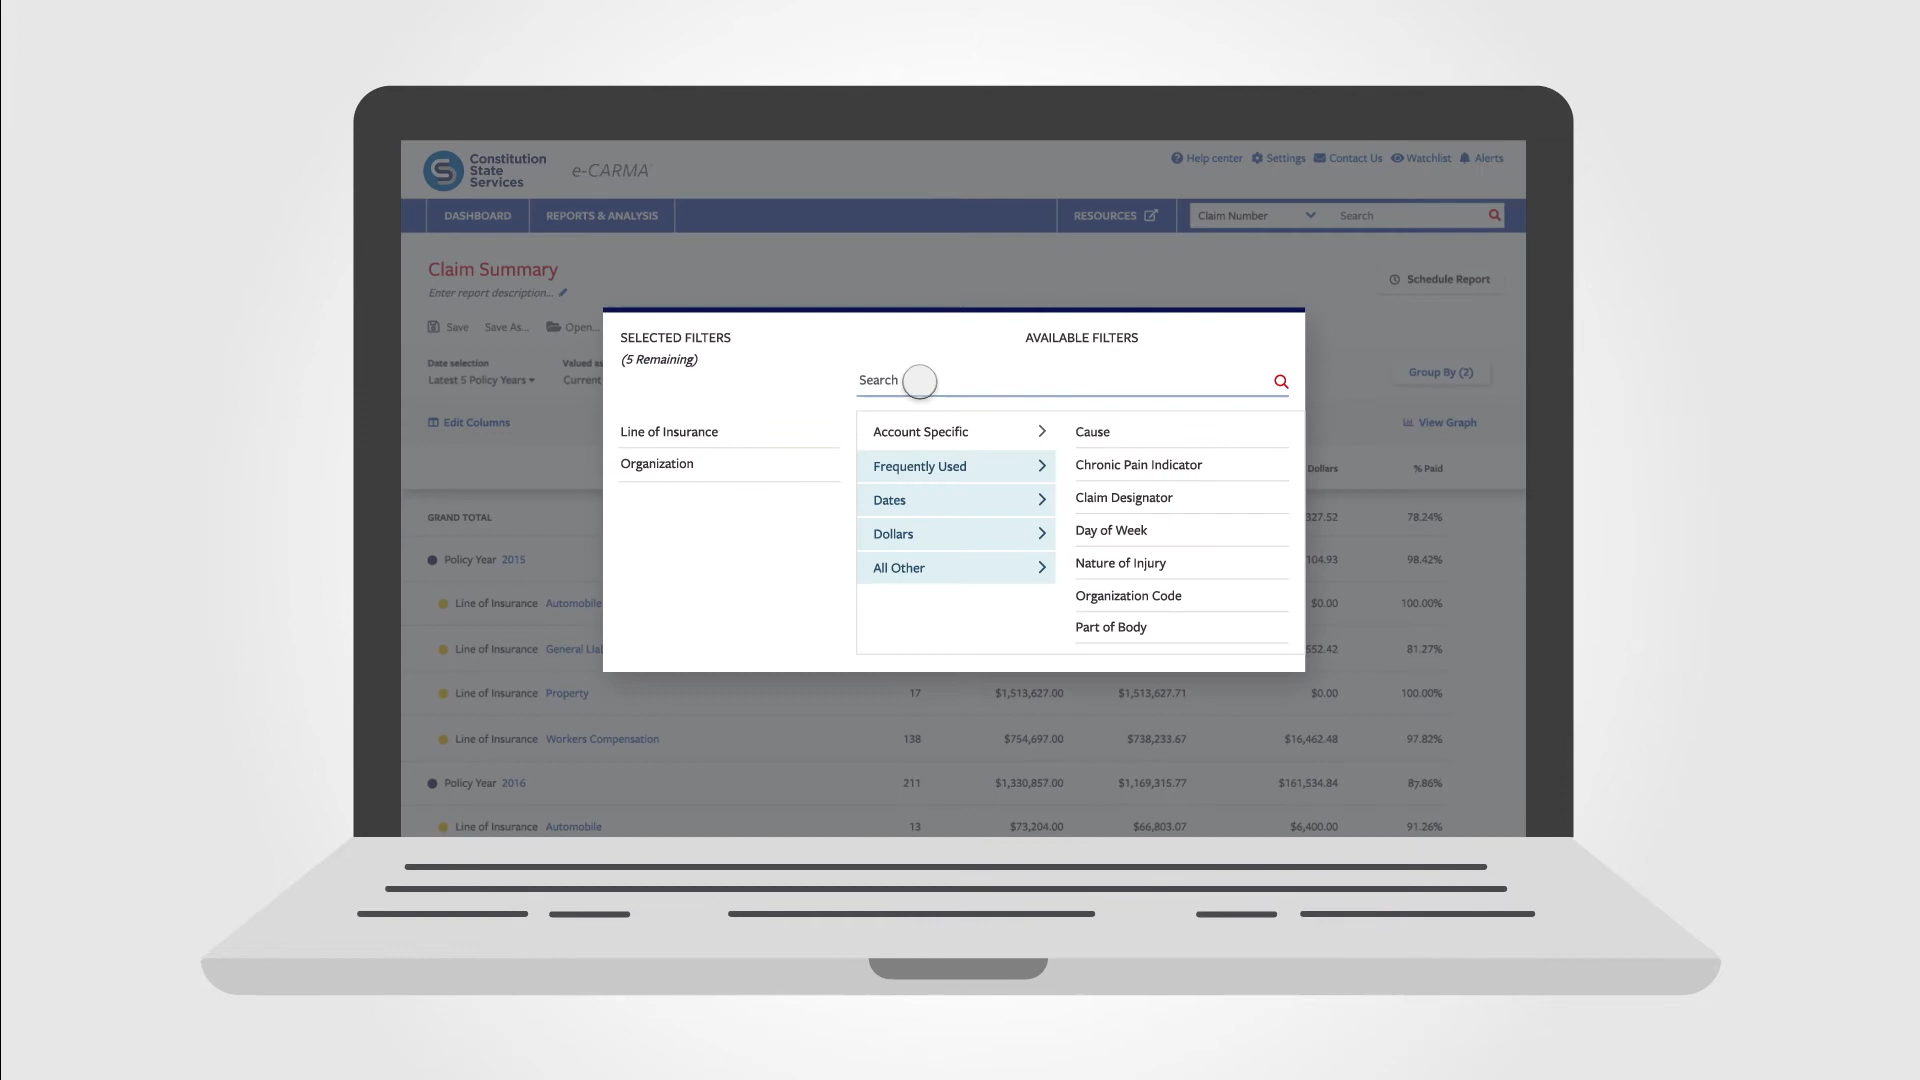 Constitution
State
Services
e-CARMA
Help center
Settings
Contact Us
Watchlist
Alerts
DASHBOARD
REPORTS & ANALYSIS
RESOURCES
Claim Number
Search
Claim Summary
Enter report description...
Schedule Report
Save
Save As...
Open...
Date selection
Valued as
Latest 5 Policy Years
Current
Group By (2)
Edit Columns
View Graph
SELECTED FILTERS
(5 Remaining)
AVAILABLE FILTERS
Search
Line of Insurance
Organization
Account Specific
Frequently Used
Dates
Dollars
All Other
Cause
Chronic Pain Indicator
Claim Designator
Day of Week
Nature of Injury
Organization Code
Part of Body
Dollars
% Paid
GRAND TOTAL 327.52 78.24%
Policy Year 2015 104.93 98.42%
Line of Insurance Automobile $0.00 100.00%
Line of Insurance General Liab 552.42 81.27%
Line of Insurance Property 17 $1,513,627.00 $1,513,627.71 $0.00 100.00%
Line of Insurance Workers Compensation 138 $754,697.00 $738,233.67 $16,462.48 97.82%
Policy Year 2016 211 $1,330,857.00 $1,169,315.77 $161,534.84 87.86%
Line of Insurance Automobile 13 $73,204.00 $66,803.07 $6,400.00 91.26%